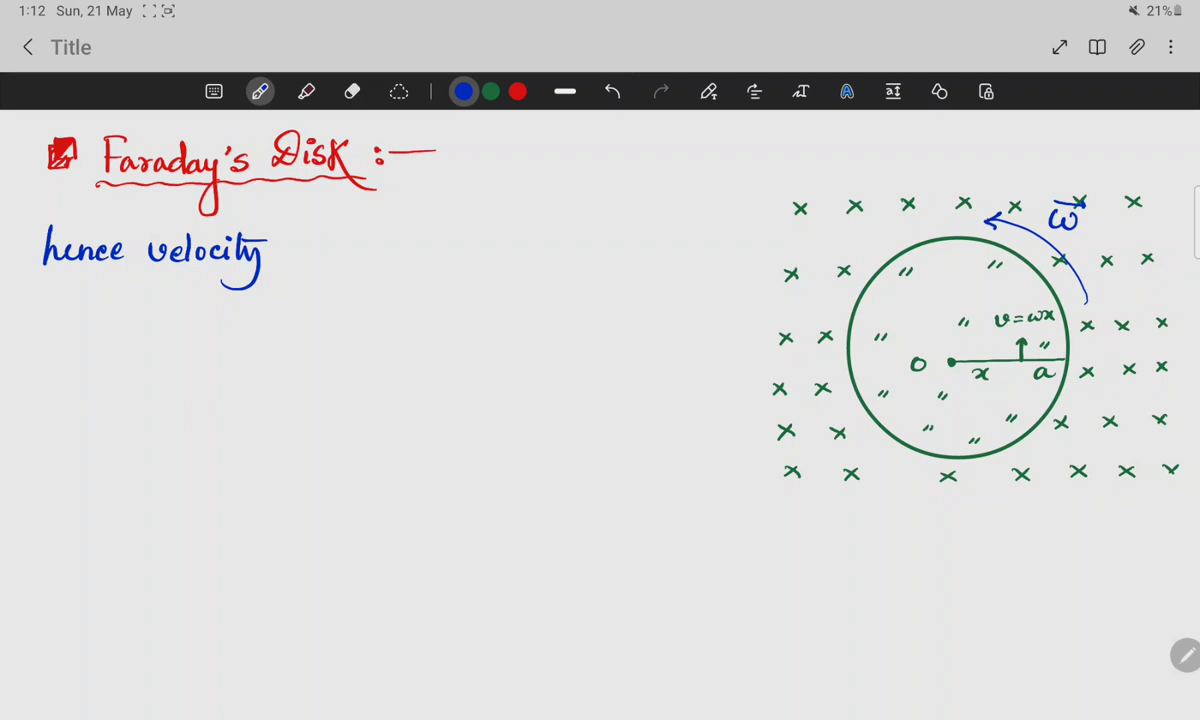 1:12 Sun, 21 May
21%
Title
Faraday's Disk :—
hence velocity
ω
v = ωx
O
x
a